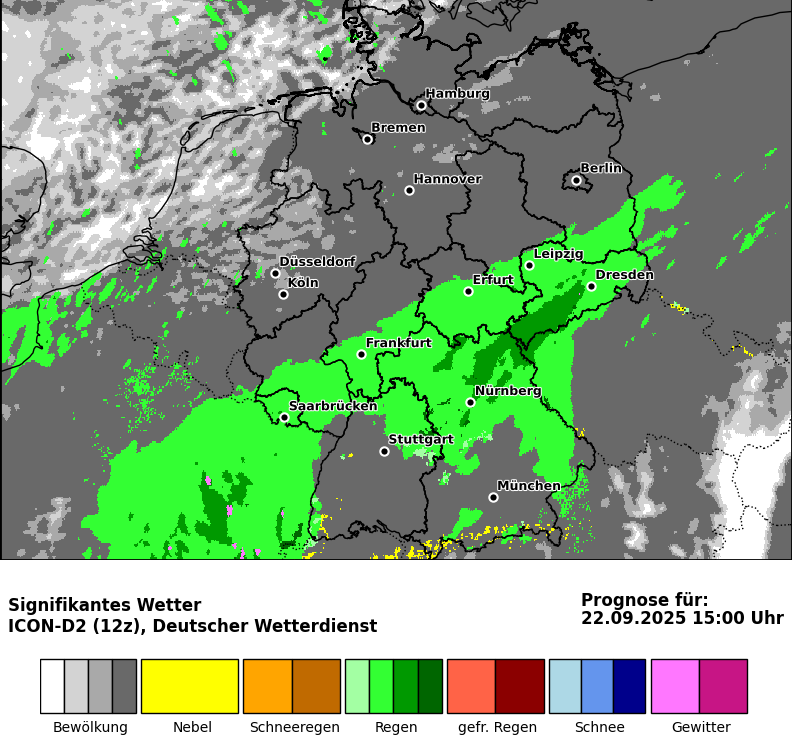 Hamburg
Bremen
Berlin
Hannover
Leipzig
Düsseldorf
Dresden
Köln
Erfurt
Frankfurt
Nürnberg
Saarbrücken
Stuttgart
München
Signifikantes Wetter
ICON-D2 (12z), Deutscher Wetterdienst
Prognose für:
22.09.2025 15:00 Uhr
Bewölkung
Nebel
Schneeregen
Regen
gefr. Regen
Schnee
Gewitter